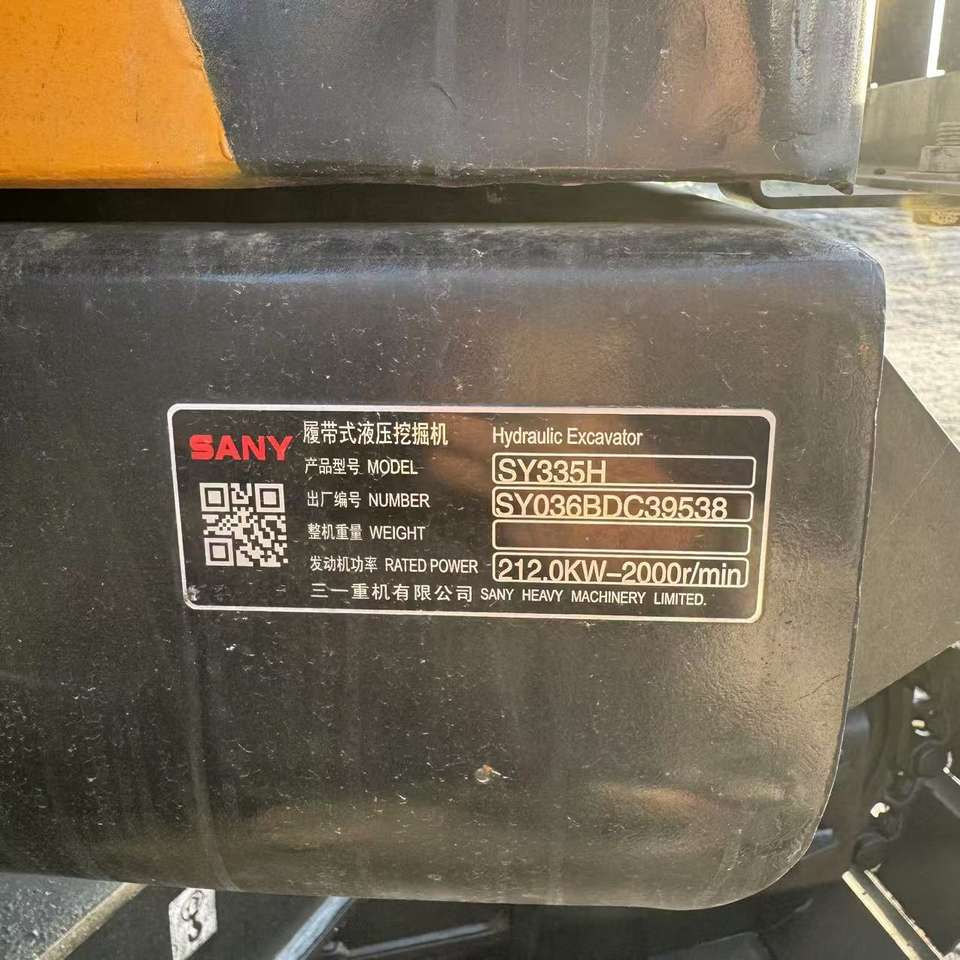 SANY 履带式液压挖掘机 Hydraulic Excavator
产品型号 MODEL SY335H
出厂编号 NUMBER SY036BDC39538
整机重量 WEIGHT
发动机功率 RATED POWER 212.0KW-2000r/min
三一重机有限公司 SANY HEAVY MACHINERY LIMITED.